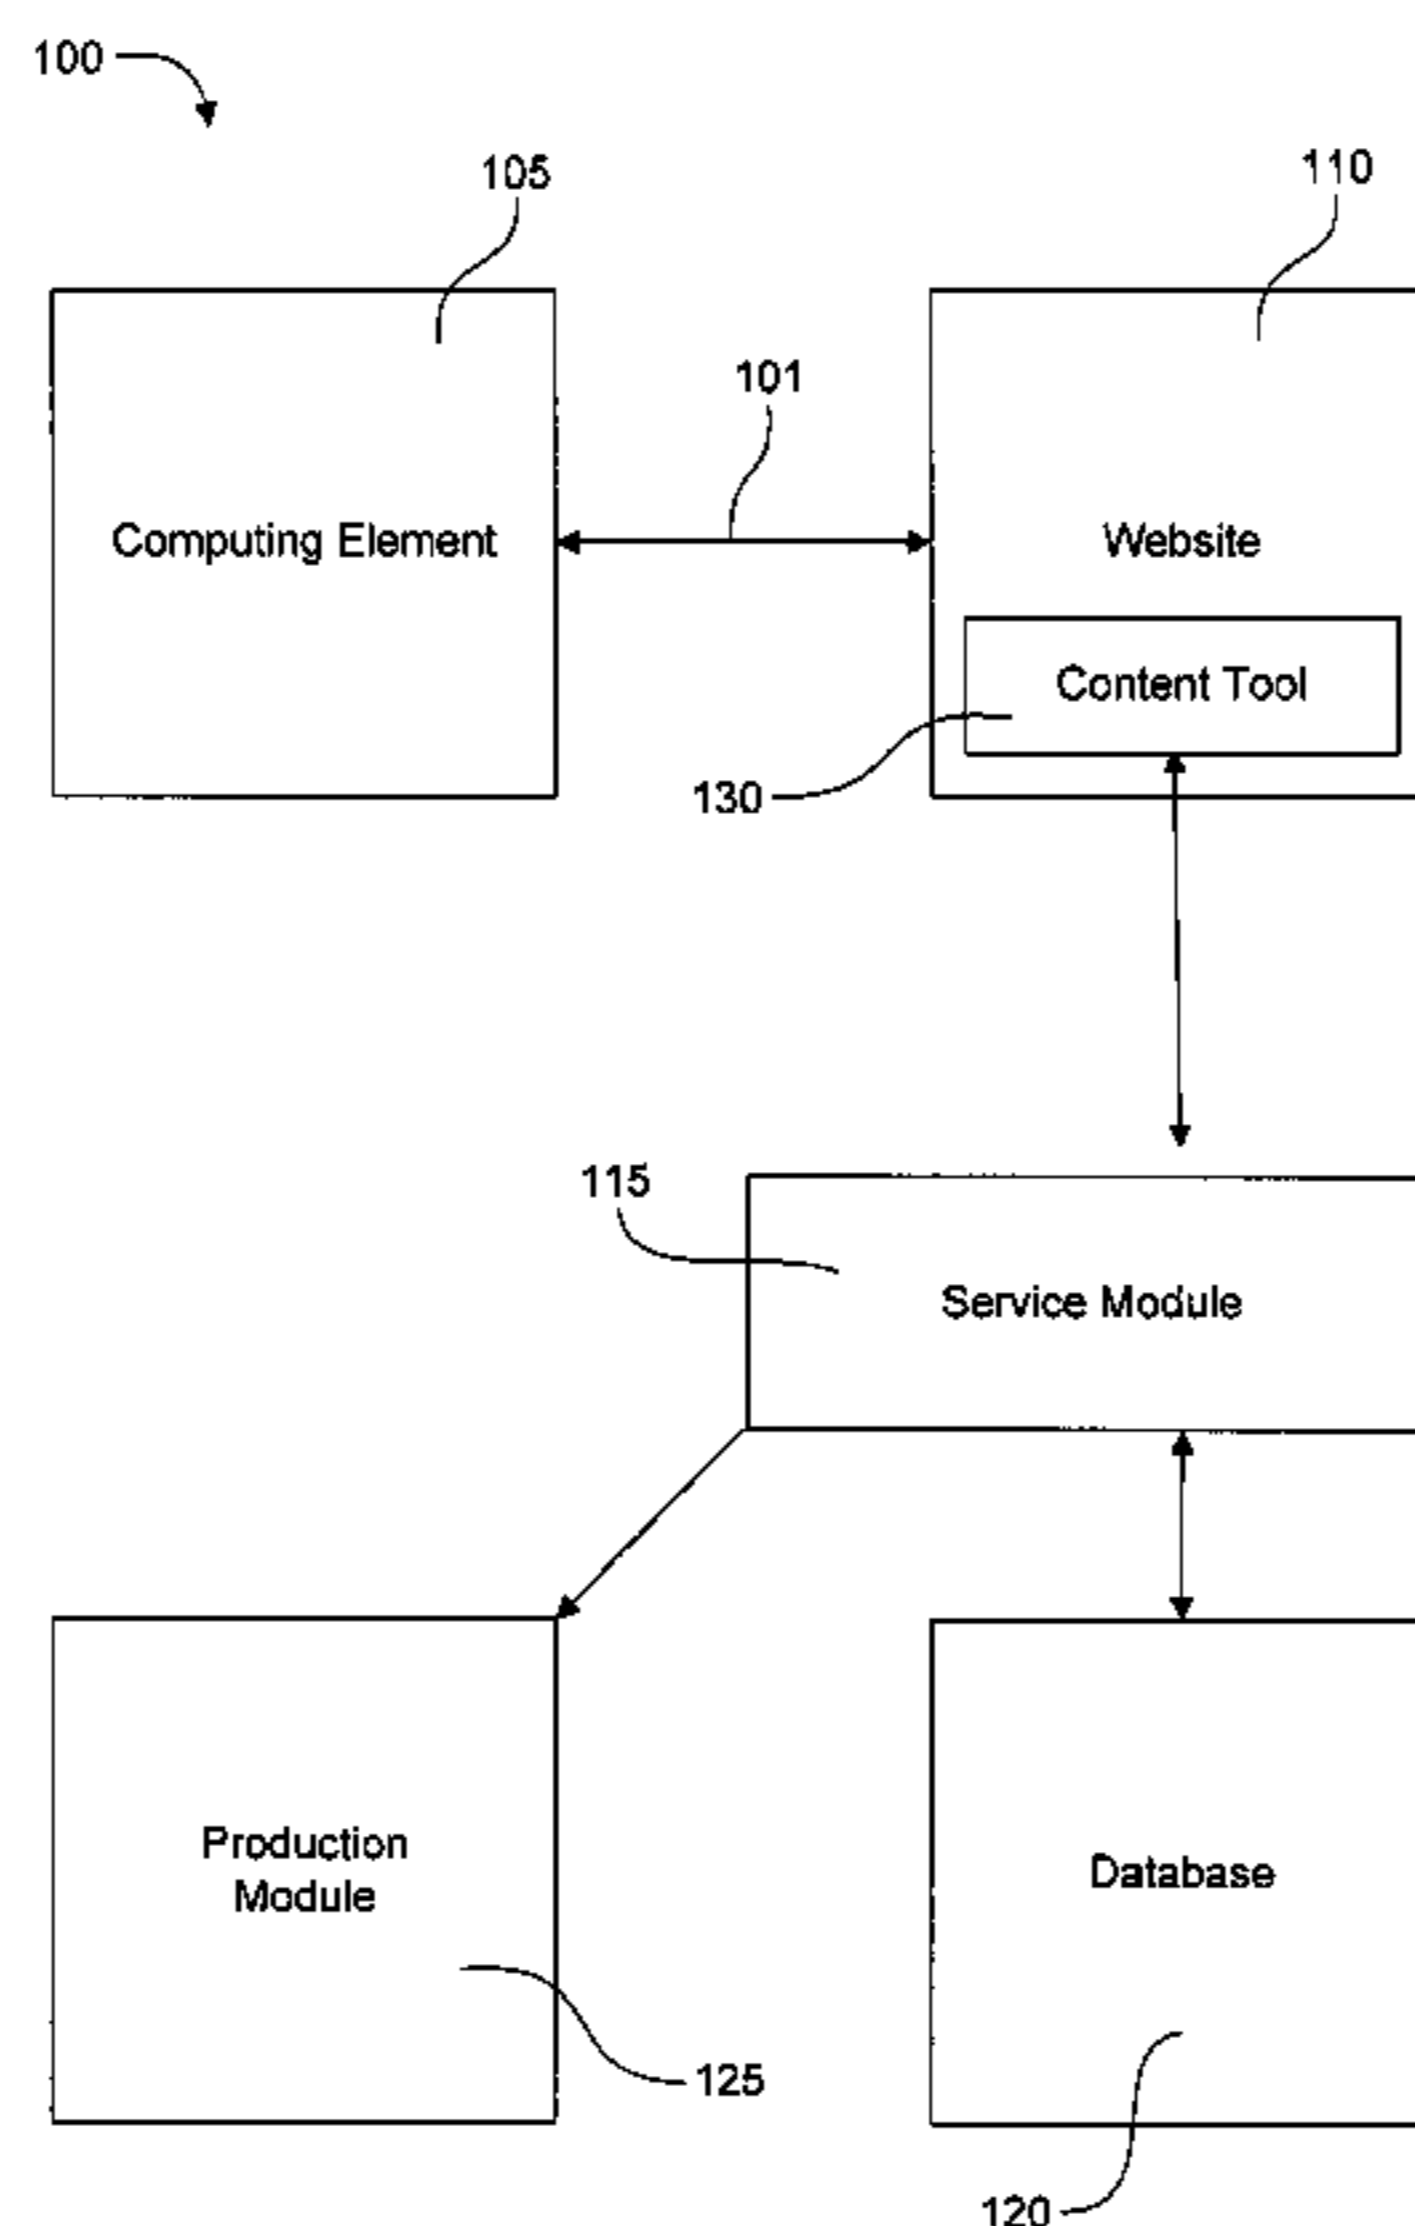 100
105
110
101
Computing Element
Website
Content Tool
130
115
Service Module
Production
Module
Database
125
120